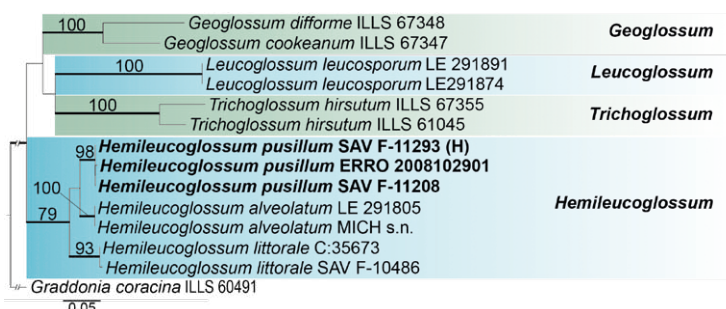 100
Geoglossum difforme ILLS 67348
Geoglossum cookeanum ILLS 67347
Geoglossum
100
Leucoglossum leucosporum LE 291891
Leucoglossum leucosporum LE291874
Leucoglossum
100
Trichoglossum hirsutum ILLS 67355
Trichoglossum hirsutum ILLS 61045
Trichoglossum
98
Hemileucoglossum pusillum SAV F-11293 (H)
Hemileucoglossum pusillum ERRO 2008102901
Hemileucoglossum pusillum SAV F-11208
100
Hemileucoglossum alveolatum LE 291805
Hemileucoglossum
79
Hemileucoglossum alveolatum MICH s.n.
93
Hemileucoglossum littorale C:35673
Hemileucoglossum littorale SAV F-10486
Graddonia coracina ILLS 60491
0.05